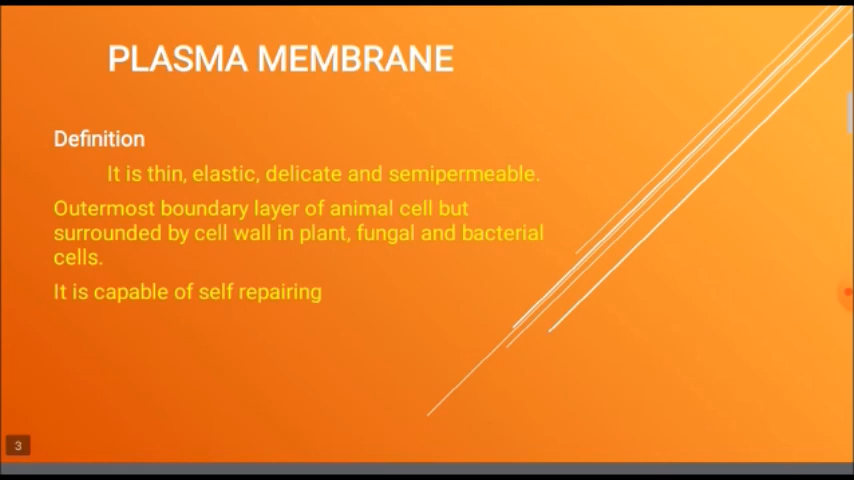 PLASMA MEMBRANE
Definition
It is thin, elastic, delicate and semipermeable.
Outermost boundary layer of animal cell but
surrounded by cell wall in plant, fungal and bacterial
cells.
It is capable of self repairing
3